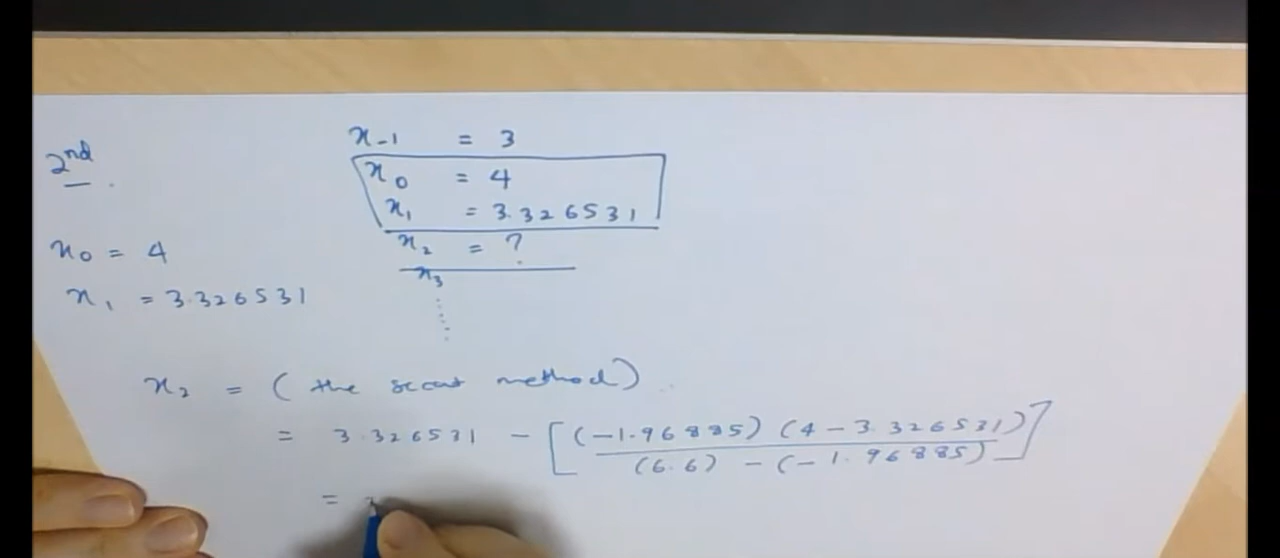 2nd
x-1 = 3
x0 = 4
x1 = 3.326531
x2 = ?
x3
......
x0 = 4
x1 = 3.326531
x2 = (the secant method)
= 3.326531 - [(-1.96885) (4 - 3.326531) / (6.6) - (-1.96885)]
=